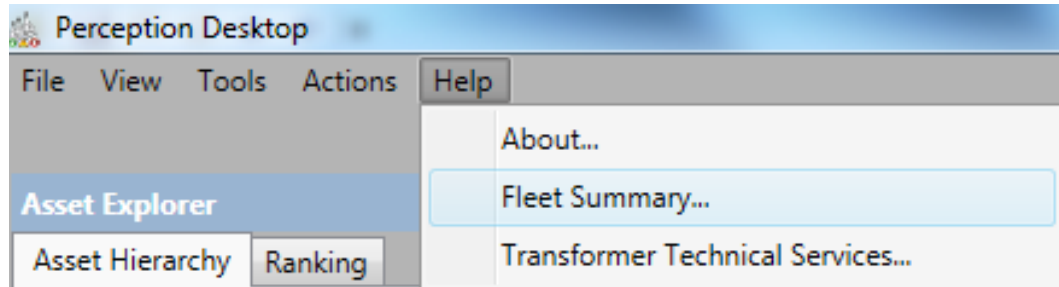 Perception Desktop
File View Tools Actions Help
About...
Fleet Summary...
Transformer Technical Services...
Asset Explorer
Asset Hierarchy Ranking